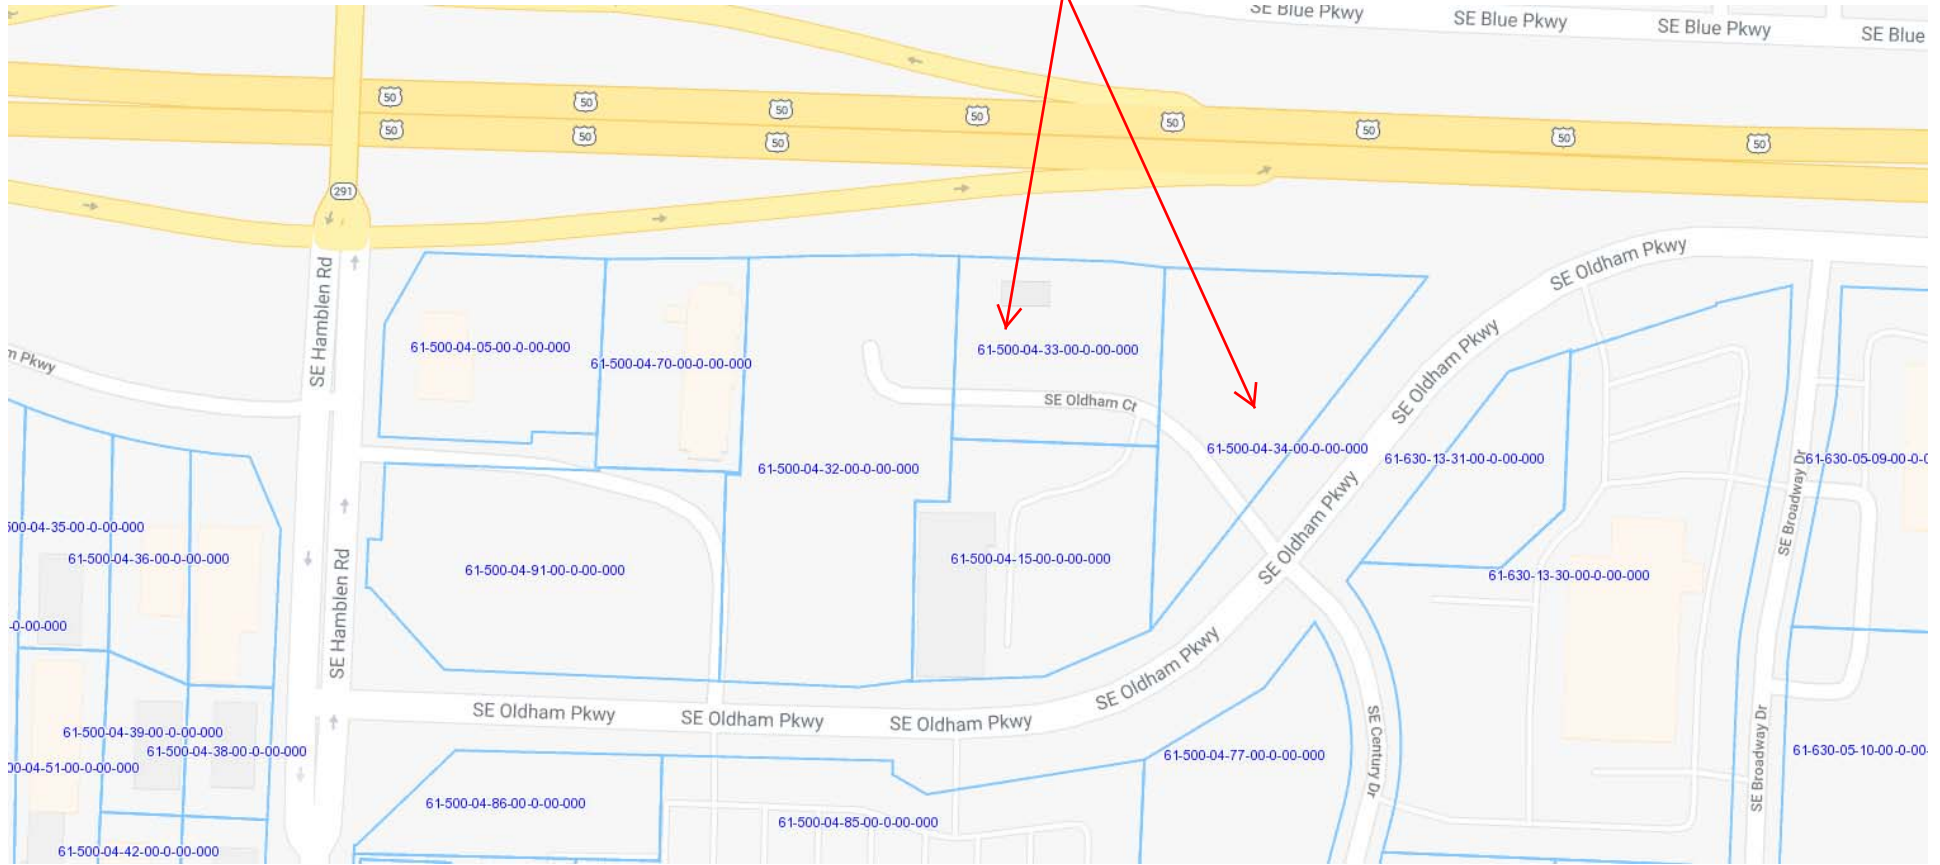 SE Blue Pkwy
SE Blue Pkwy
SE Blue Pkwy
SE Blue
50
50
50
50
50
50
50
50
50
50
50
291
SE Hamblen Rd
SE Oldham Pkwy
61-500-04-05-00-0-00-000
61-500-04-70-00-0-00-000
61-500-04-33-00-0-00-000
m Pkwy
SE Oldham Ct
SE Oldham Pkwy
61-500-04-32-00-0-00-000
61-500-04-34-00-0-00-000
61-630-13-31-00-0-00-000
61-630-05-09-00-0-0
SE Oldham Pkwy
SE Broadway Dr
500-04-35-00-0-00-000
61-500-04-36-00-0-00-000
61-500-04-91-00-0-00-000
61-500-04-15-00-0-00-000
61-630-13-30-00-0-00-000
-0-00-000
SE Hamblen Rd
SE Oldham Pkwy
SE Oldham Pkwy
SE Oldham Pkwy
SE Oldham Pkwy
61-500-04-39-00-0-00-000
61-500-04-38-00-0-00-000
00-04-51-00-0-00-000
61-500-04-77-00-0-00-000
SE Century Dr
SE Broadway Dr
61-630-05-10-00-0-00-
61-500-04-86-00-0-00-000
61-500-04-85-00-0-00-000
61-500-04-42-00-0-00-000